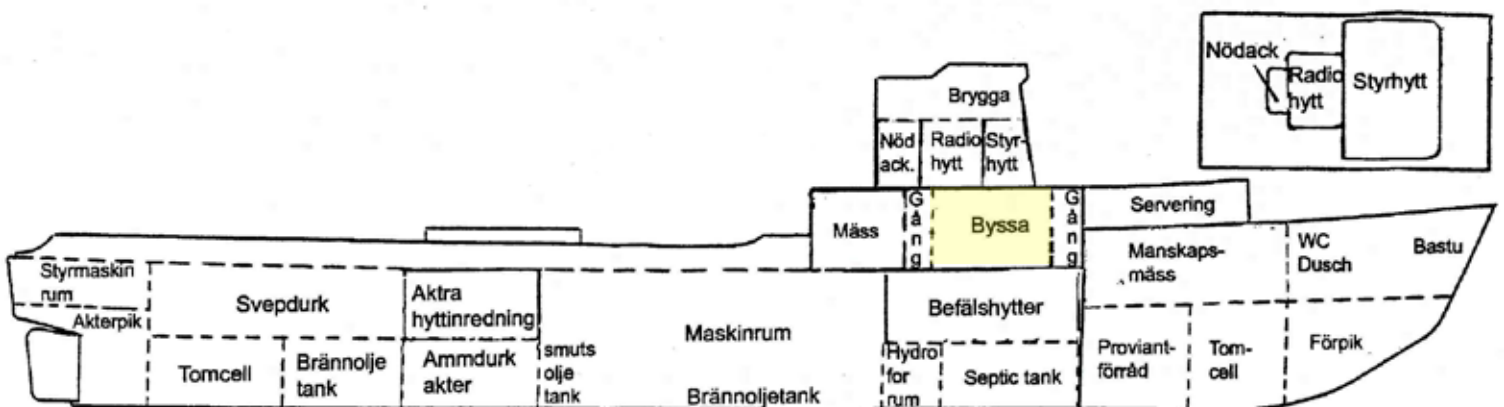 Nödack
Radio
hytt
Styrhytt
Brygga
Nöd
ack.
Radio
hytt
Styr-
hytt
Mäss
G
å
n
g
Byssa
G
å
n
g
Servering
Styrmaskin
rum
Akterpik
Svepdurk
Aktra
hyttinredning
Maskinrum
Befälshytter
Manskaps-
mäss
WC
Dusch
Bastu
Tomcell
Brännolje
tank
Ammdurk
akter
smuts
olje
tank
Brännoljetank
Hydro
for
rum
Septic tank
Proviant-
förråd
Tom-
cell
Förpik